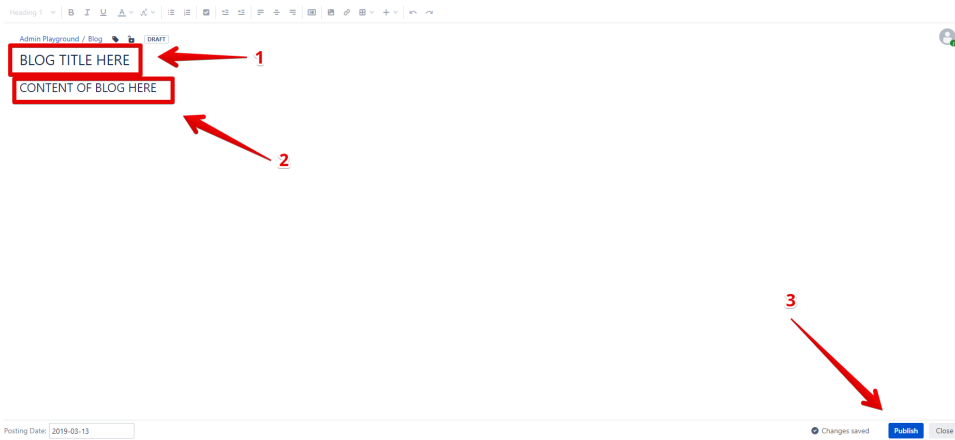 Heading 1 B I U A
Admin Playground / Blog DRAFT
BLOG TITLE HERE 1
CONTENT OF BLOG HERE
2
3
Posting Date: 2019-03-13 Changes saved Publish Close